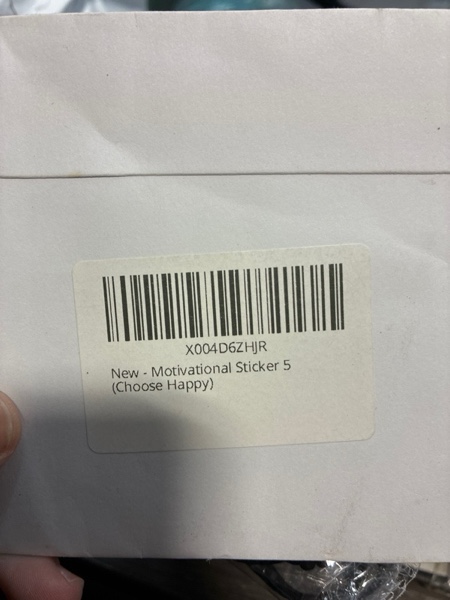 X004D6ZHJR
New - Motivational Sticker 5
(Choose Happy)